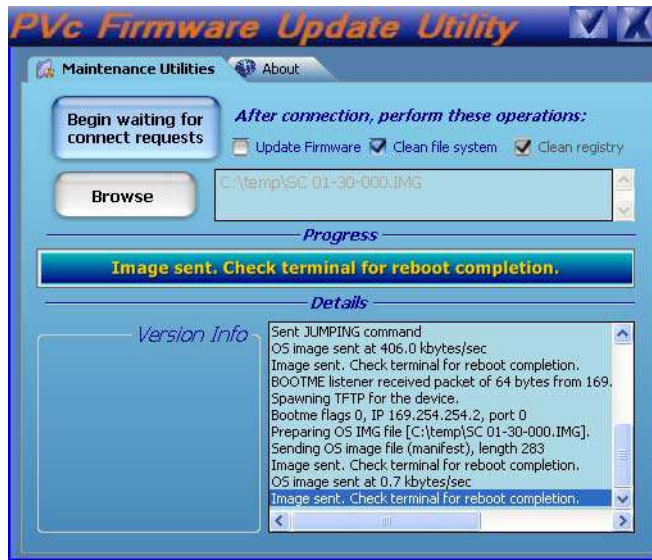 PVc Firmware Update Utility
Maintenance Utilities
About
Begin waiting for
connect requests
After connection, perform these operations:
Update Firmware
Clean file system
Clean registry
Browse
C:\temp\SC 01-30-000.IMG
Progress
Image sent. Check terminal for reboot completion.
Details
Version Info
Sent JUMPING command
OS image sent at 406.0 kbytes/sec
Image sent. Check terminal for reboot completion.
BOOTME listener received packet of 64 bytes from 169.
Spawning TFTP for the device.
Bootme flags 0, IP 169.254.254.2, port 0
Preparing OS IMG file [C:\temp\SC 01-30-000.IMG].
Sending OS image file (manifest), length 283
Image sent. Check terminal for reboot completion.
OS image sent at 0.7 kbytes/sec
Image sent. Check terminal for reboot completion.